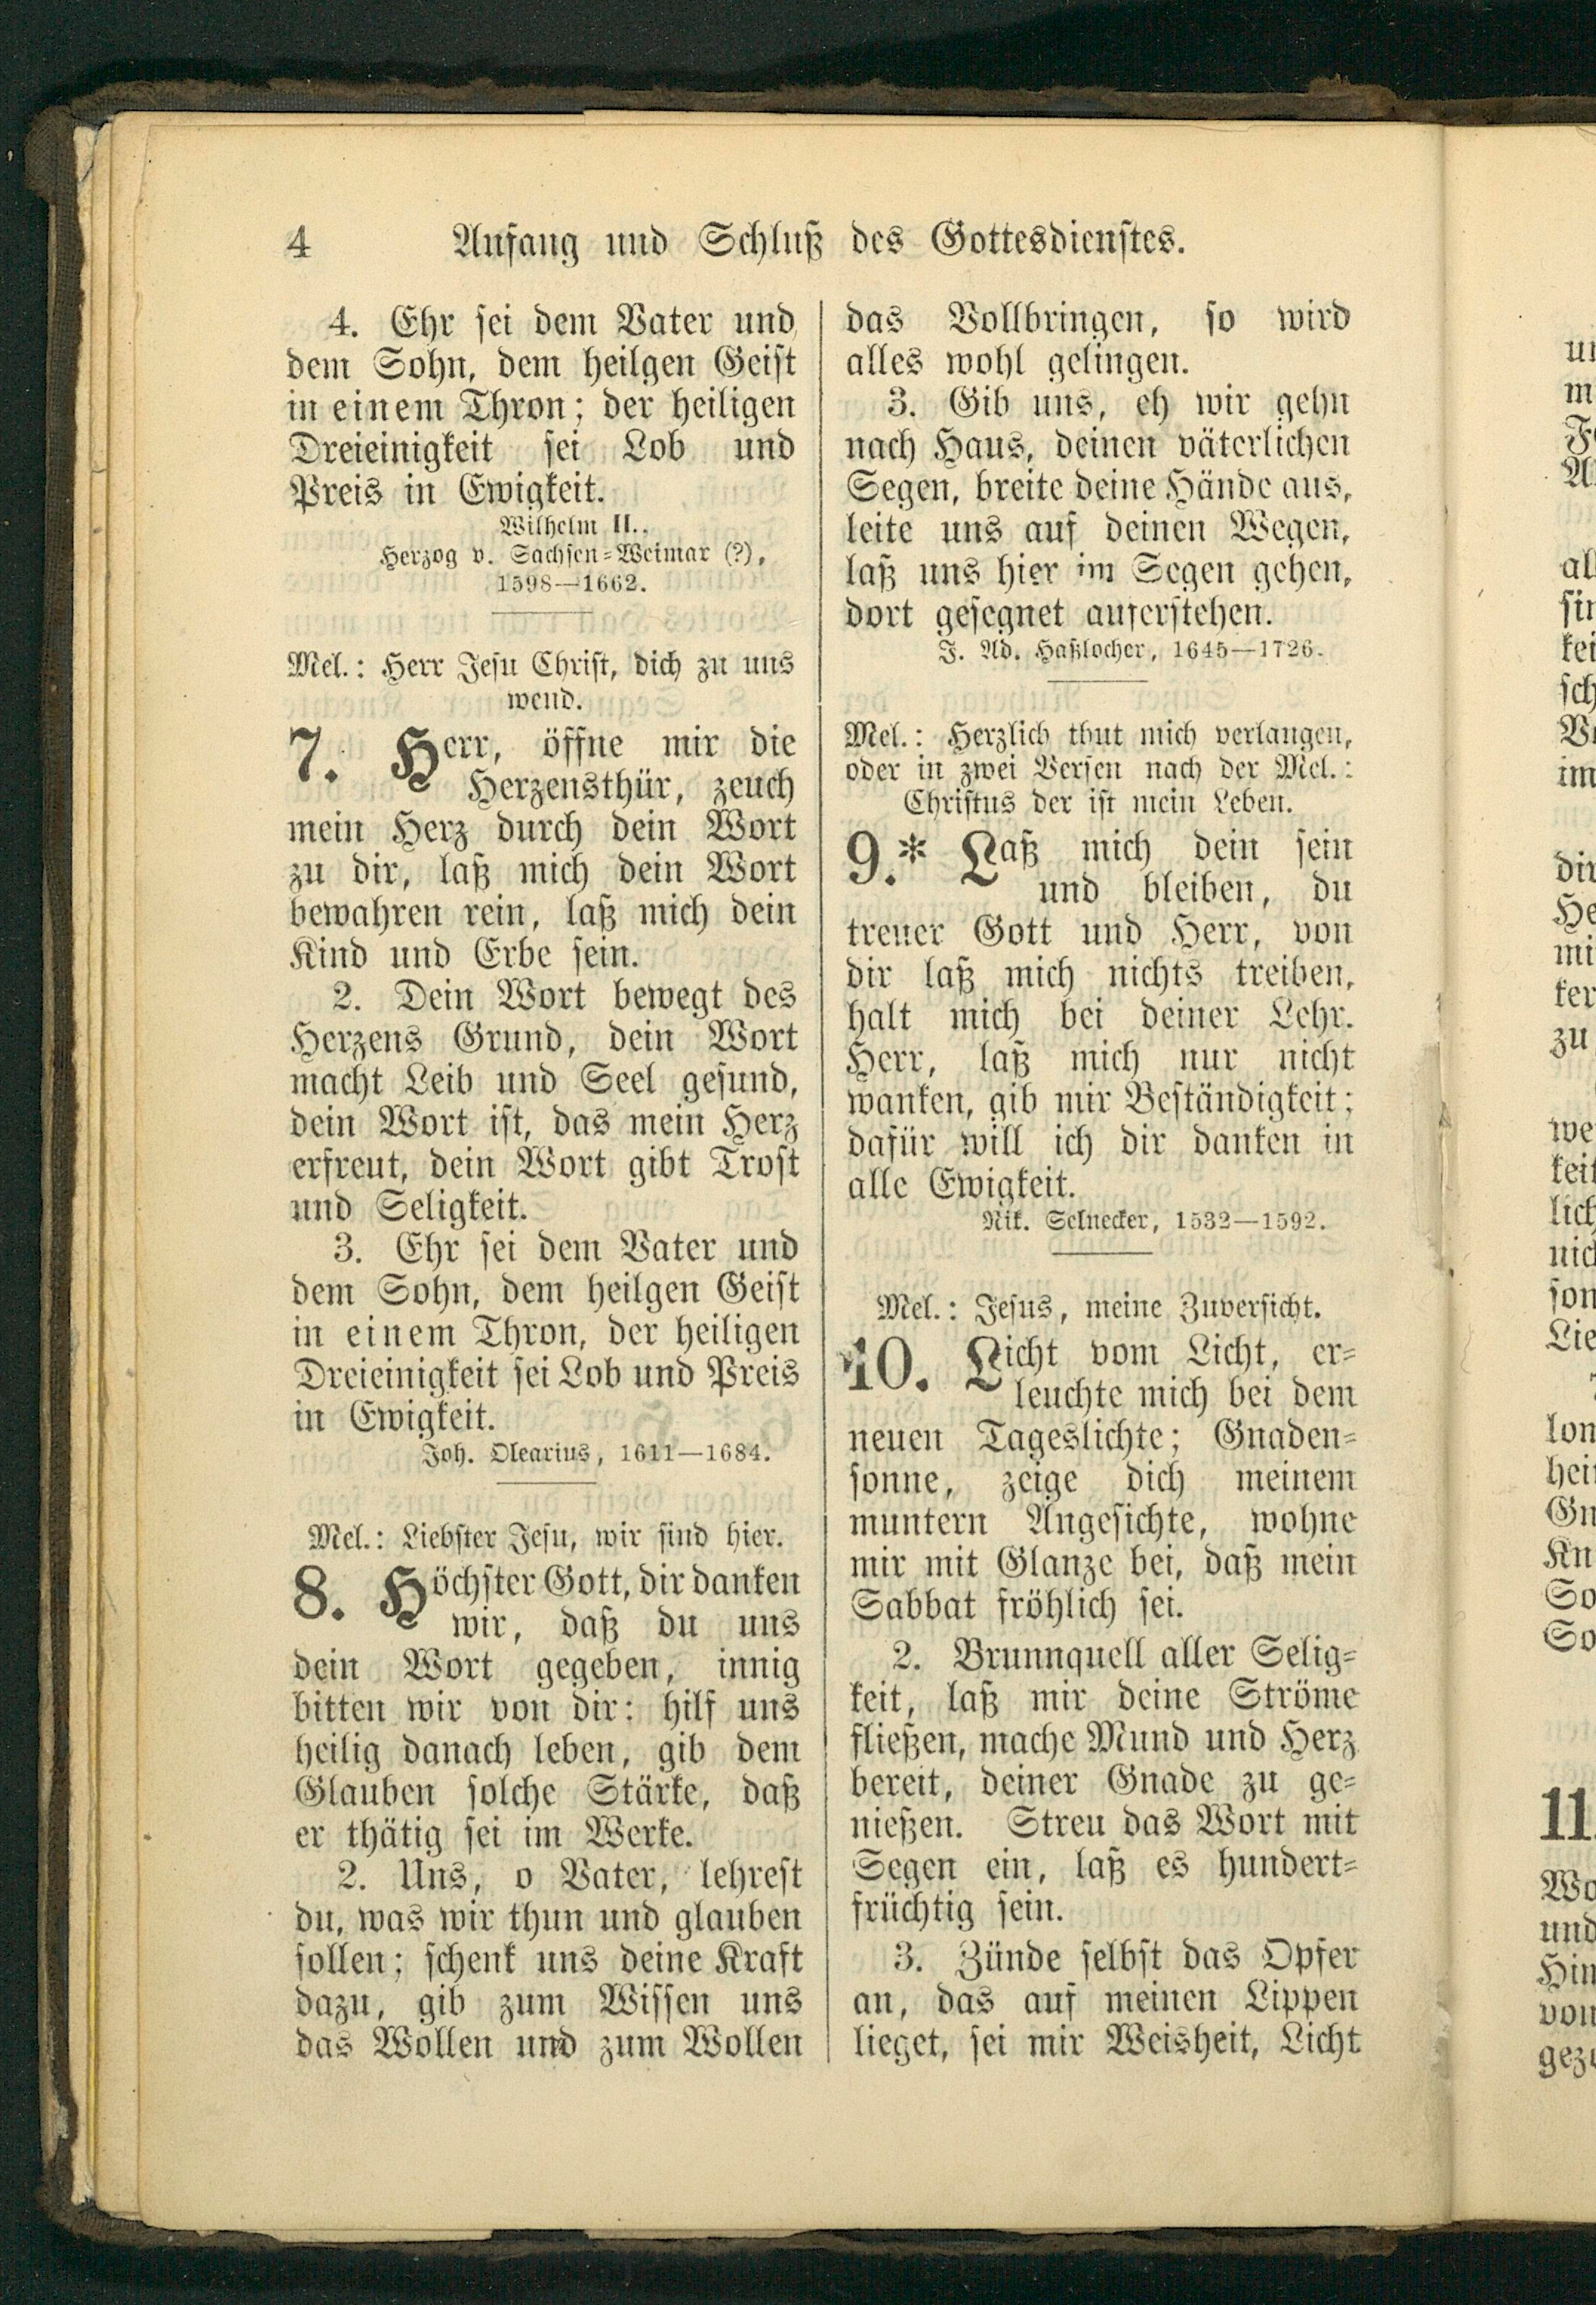 4 Anfang und Schluß des Gottesdienstes.
4. Ehr sei dem Vater und
dem Sohn, dem heilgen Geist
in einem Thron; der heiligen
Dreieinigkeit sei Lob und
Preis in Ewigkeit.
Wilhelm II.,
Herzog v. Sachsen-Weimar (?),
1598—1662.
Mel.: Herr Jesu Christ, dich zu uns
wend.
7. Herr, öffne mir die
Herzensthür, zeuch
mein Herz durch dein Wort
zu dir, laß mich dein Wort
bewahren rein, laß mich dein
Kind und Erbe sein.
2. Dein Wort bewegt des
Herzens Grund, dein Wort
macht Leib und Seel gesund,
dein Wort ist, das mein Herz
erfreut, dein Wort gibt Trost
und Seligkeit.
3. Ehr sei dem Vater und
dem Sohn, dem heilgen Geist
in einem Thron, der heiligen
Dreieinigkeit sei Lob und Preis
in Ewigkeit.
Joh. Olearius, 1611—1684.
Mel.: Liebster Jesu, wir sind hier.
8. Höchster Gott, dir danken
wir, daß du uns
dein Wort gegeben, innig
bitten wir von dir: hilf uns
heilig danach leben, gib dem
Glauben solche Stärke, daß
er thätig sei im Werke.
2. Uns, o Vater, lehrest
du, was wir thun und glauben
sollen; schenk uns deine Kraft
dazu, gib zum Wissen uns
das Wollen und zum Wollen
das Vollbringen, so wird
alles wohl gelingen.
3. Gib uns, eh wir gehn
nach Haus, deinen väterlichen
Segen, breite deine Hände aus,
leite uns auf deinen Wegen,
laß uns hier im Segen gehen,
dort gesegnet auferstehen.
J. Ad. Haßlocher, 1645—1726.
Mel.: Herzlich thut mich verlangen,
oder in zwei Versen nach der Mel.:
Christus der ist mein Leben.
9.* Laß mich dein sein
und bleiben, du
treuer Gott und Herr, von
dir laß mich nichts treiben,
halt mich bei deiner Lehr.
Herr, laß mich nur nicht
wanken, gib mir Beständigkeit;
dafür will ich dir danken in
alle Ewigkeit.
Nik. Selnecker, 1532—1592.
Mel.: Jesus, meine Zuversicht.
10. Licht vom Licht, er-
leuchte mich bei dem
neuen Tageslichte; Gnaden-
sonne, zeige dich meinem
muntern Angesichte, wohne
mir mit Glanze bei, daß mein
Sabbat fröhlich sei.
2. Brunnquell aller Selig-
keit, laß mir deine Ströme
fließen, mache Mund und Herz
bereit, deiner Gnade zu ge-
nießen. Streu das Wort mit
Segen ein, laß es hundert-
früchtig sein.
3. Zünde selbst das Opfer
an, das auf meinen Lippen
lieget, sei mir Weisheit, Licht
11